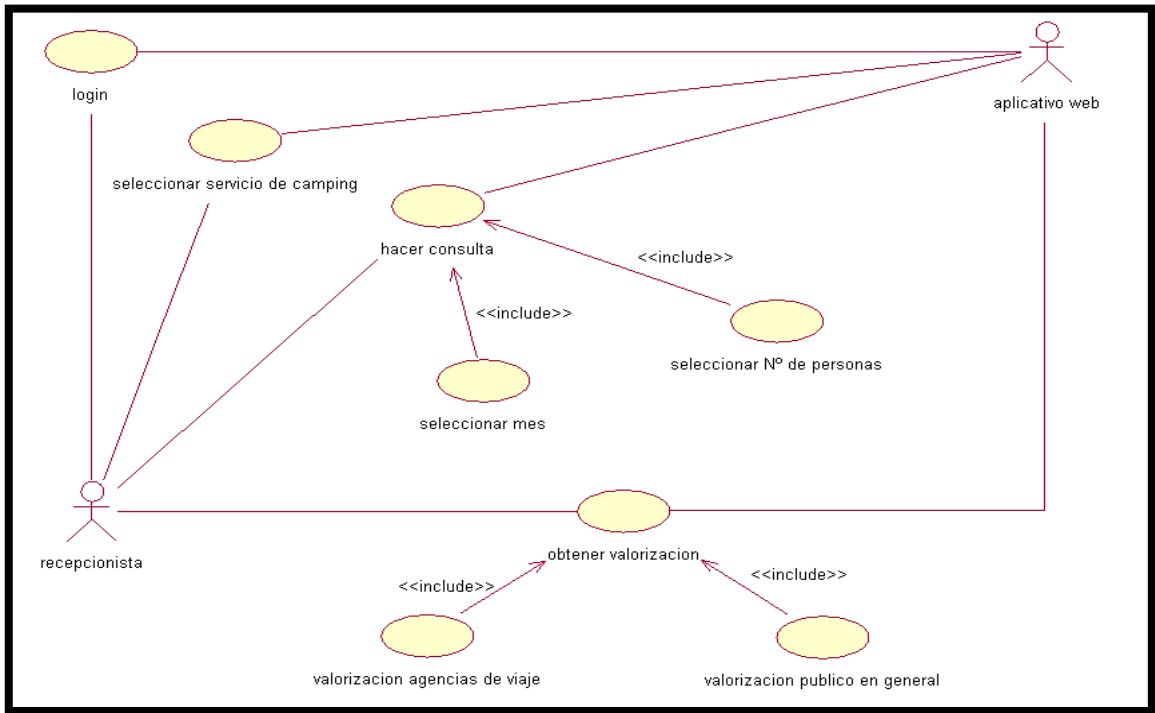 login
aplicativo web
seleccionar servicio de camping
hacer consulta
<<include>>
<<include>>
seleccionar Nº de personas
seleccionar mes
recepcionista
obtener valorizacion
<<include>>
<<include>>
valorizacion agencias de viaje
valorizacion publico en general